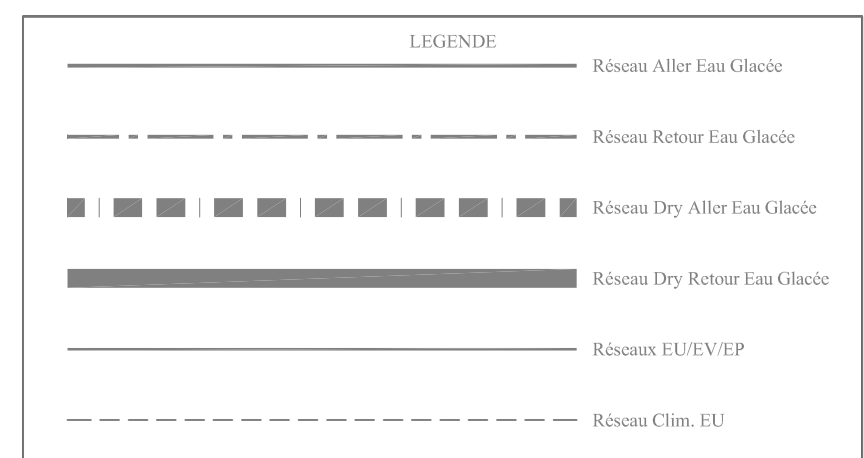 LEGENDE
Réseau Aller Eau Glacée
Réseau Retour Eau Glacée
Réseau Dry Aller Eau Glacée
Réseau Dry Retour Eau Glacée
Réseaux EU/EV/EP
Réseau Clim. EU